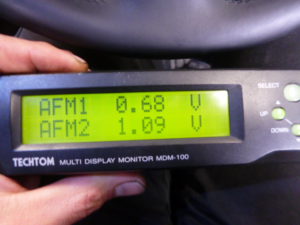 AFM1 0.68 V
AFM2 1.09 V
SELECT
UP
DOWN
TECHTOM MULTI DISPLAY MONITOR MDM-100